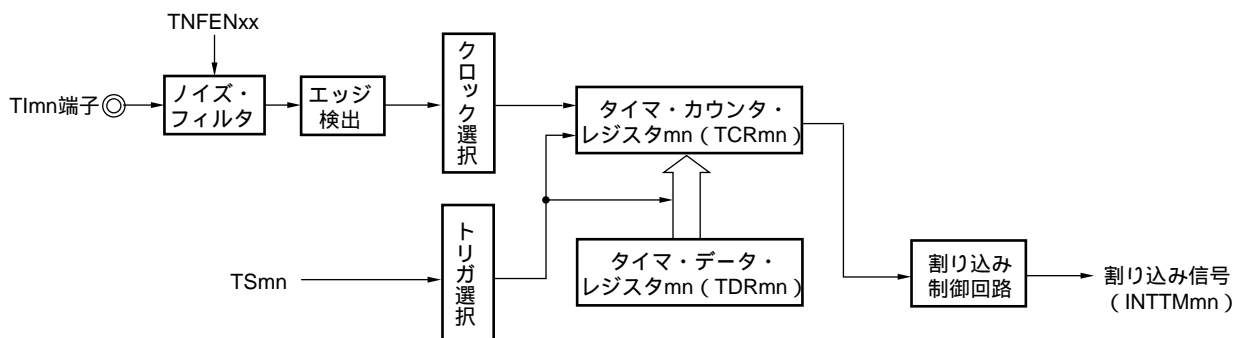 TNFENxx
TImn端子
ノイズ・
フィルタ
エッジ
検出
クロック選択
タイマ・カウンタ・
レジスタmn（TCRmn）
TSmn
トリガ選択
タイマ・データ・
レジスタmn（TDRmn）
割り込み
制御回路
割り込み信号
（INTTMmn）